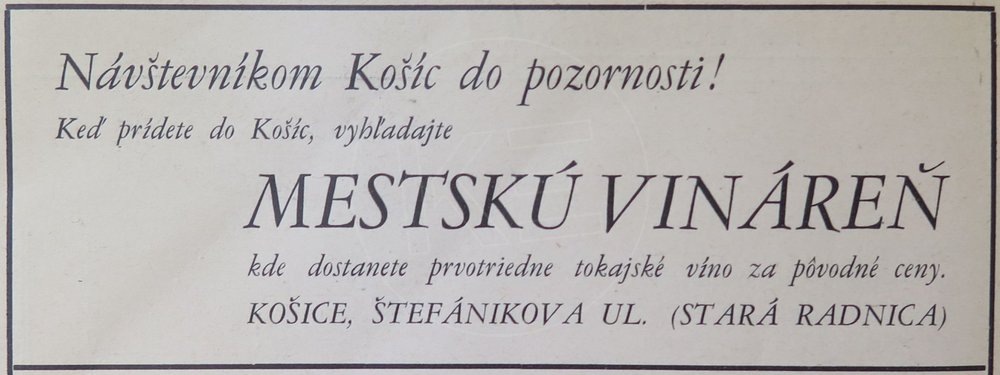 Návštevníkom Košíc do pozornosti!
Keď prídete do Košíc, vyhľadajte
MESTSKÚ VINÁREŇ
kde dostanete prvotriedne tokajské víno za pôvodné ceny.
KOŠICE, ŠTEFÁNIKOVA UL. (STARÁ RADNICA)